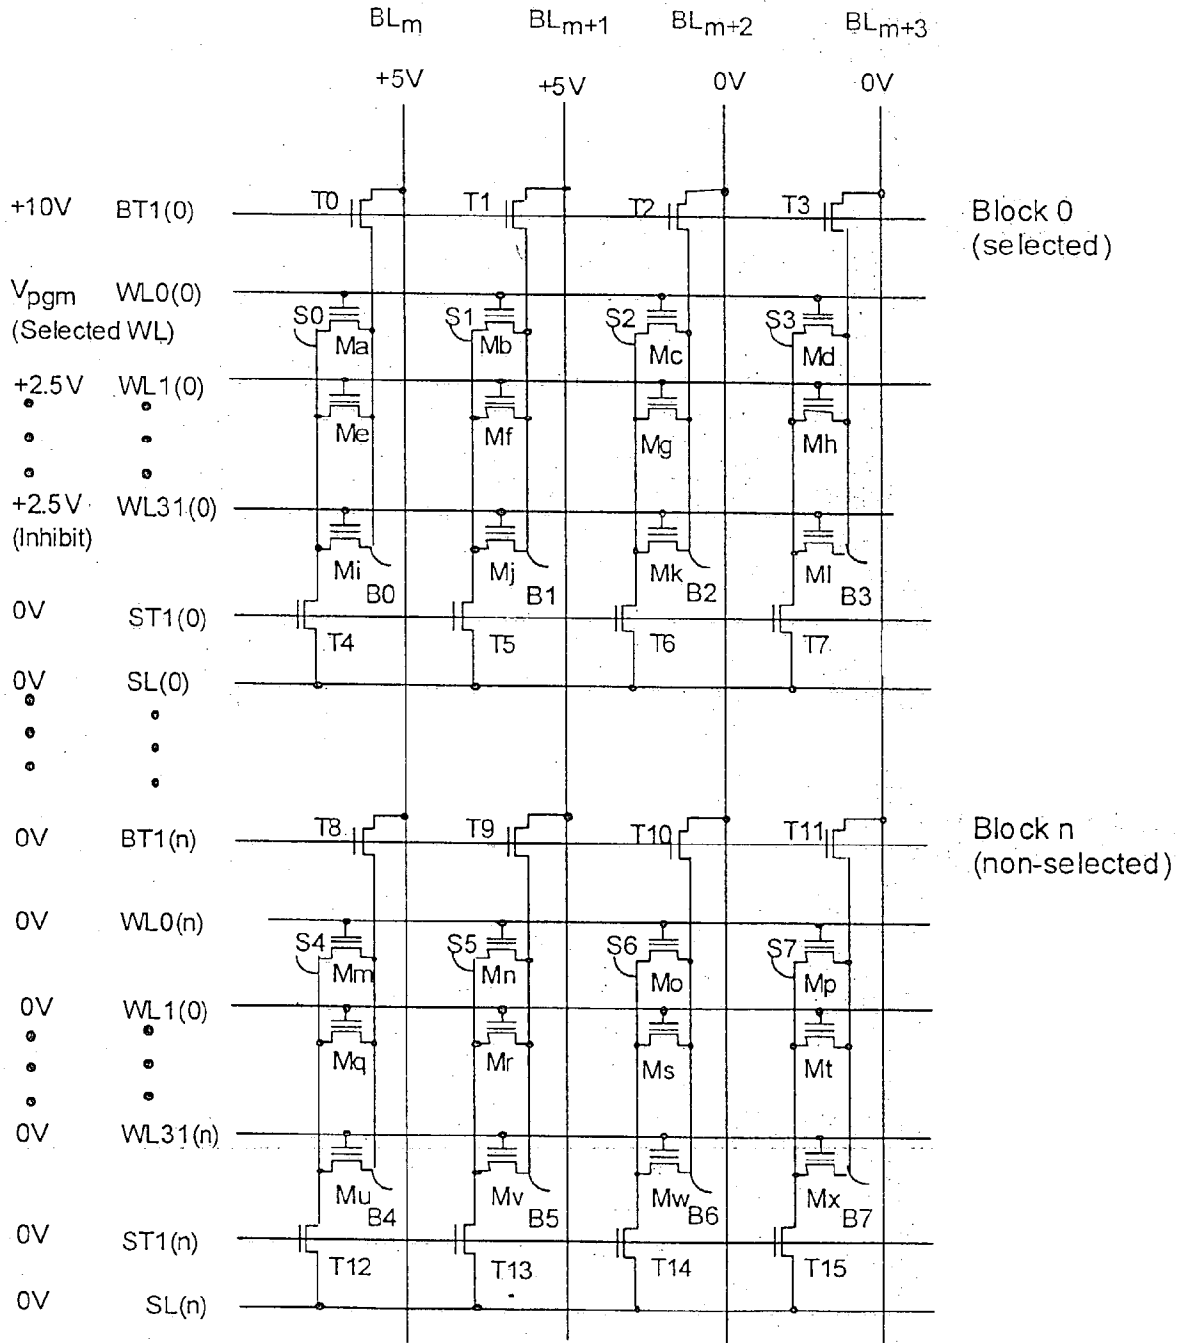 BLm BLm+1 BLm+2 BLm+3
+5V +5V 0V 0V
+10V BT1(0) T0 T1 T2 T3 Block 0
(selected)
Vpgm WL0(0)
(Selected WL) S0 S1 S2 S3
Ma Mb Mc Md
+2.5V WL1(0)
Me Mf Mg Mh
+2.5V WL31(0)
(Inhibit)
Mi Mj Mk Ml
B0 B1 B2 B3
0V ST1(0)
T4 T5 T6 T7
0V SL(0)
0V BT1(n) T8 T9 T10 T11 Block n
(non-selected)
0V WL0(n)
S4 S5 S6 S7
Mm Mn Mo Mp
0V WL1(0)
Mq Mr Ms Mt
0V WL31(n)
Mu Mv Mw Mx
B4 B5 B6 B7
0V ST1(n)
T12 T13 T14 T15
0V SL(n)